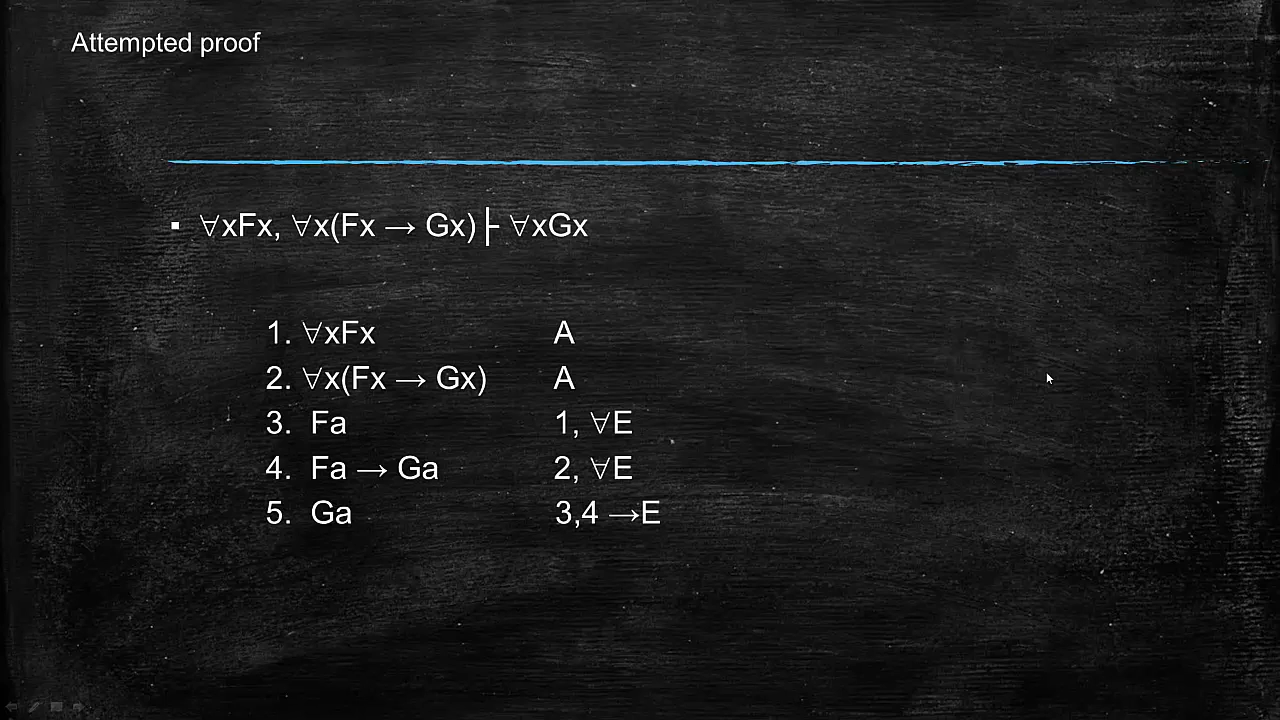 Attempted proof
▪ ∀xFx, ∀x(Fx → Gx)├ ∀xGx
1. ∀xFx A
2. ∀x(Fx → Gx) A
3. Fa 1, ∀E
4. Fa → Ga 2, ∀E
5. Ga 3,4 →E